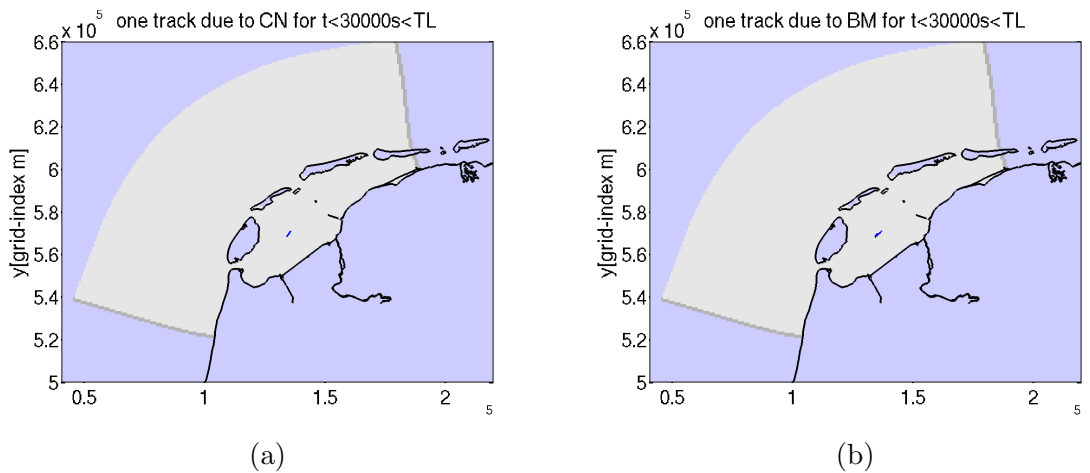 x 10^5 one track due to CN for t<30000s<TL
6.6
6.4
6.2
6
5.8
5.6
5.4
5.2
5
y[grid-index m]
0.5 1 1.5 2
5
(a)
x 10^5 one track due to BM for t<30000s<TL
6.6
6.4
6.2
6
5.8
5.6
5.4
5.2
5
y[grid-index m]
0.5 1 1.5 2
5
(b)